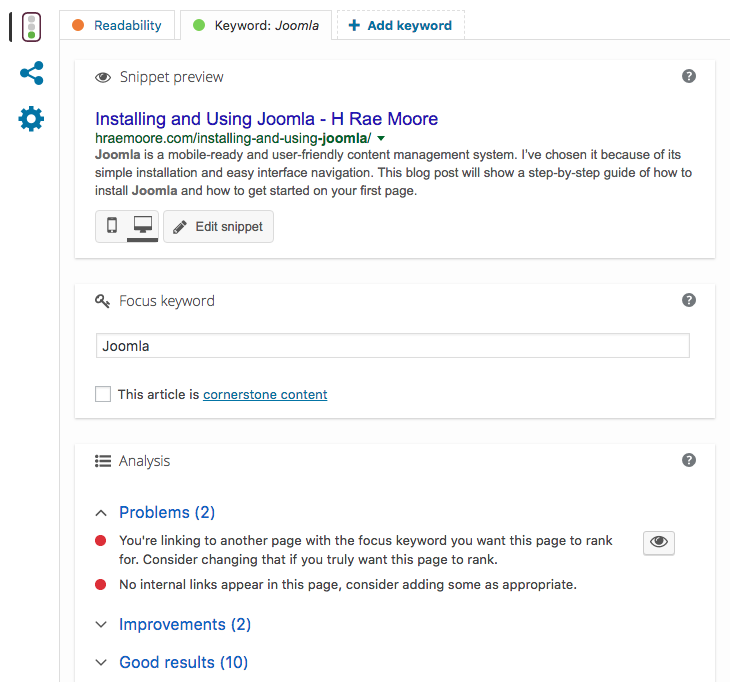 Readability
Keyword: Joomla
+ Add keyword
Snippet preview
?
Installing and Using Joomla - H Rae Moore
hraemoore.com/installing-and-using-joomla/
Joomla is a mobile-ready and user-friendly content management system. I've chosen it because of its
simple installation and easy interface navigation. This blog post will show a step-by-step guide of how to
install Joomla and how to get started on your first page.
Edit snippet
Focus keyword
?
Joomla
This article is cornerstone content
Analysis
?
Problems (2)
You're linking to another page with the focus keyword you want this page to rank
for. Consider changing that if you truly want this page to rank.
No internal links appear in this page, consider adding some as appropriate.
Improvements (2)
Good results (10)